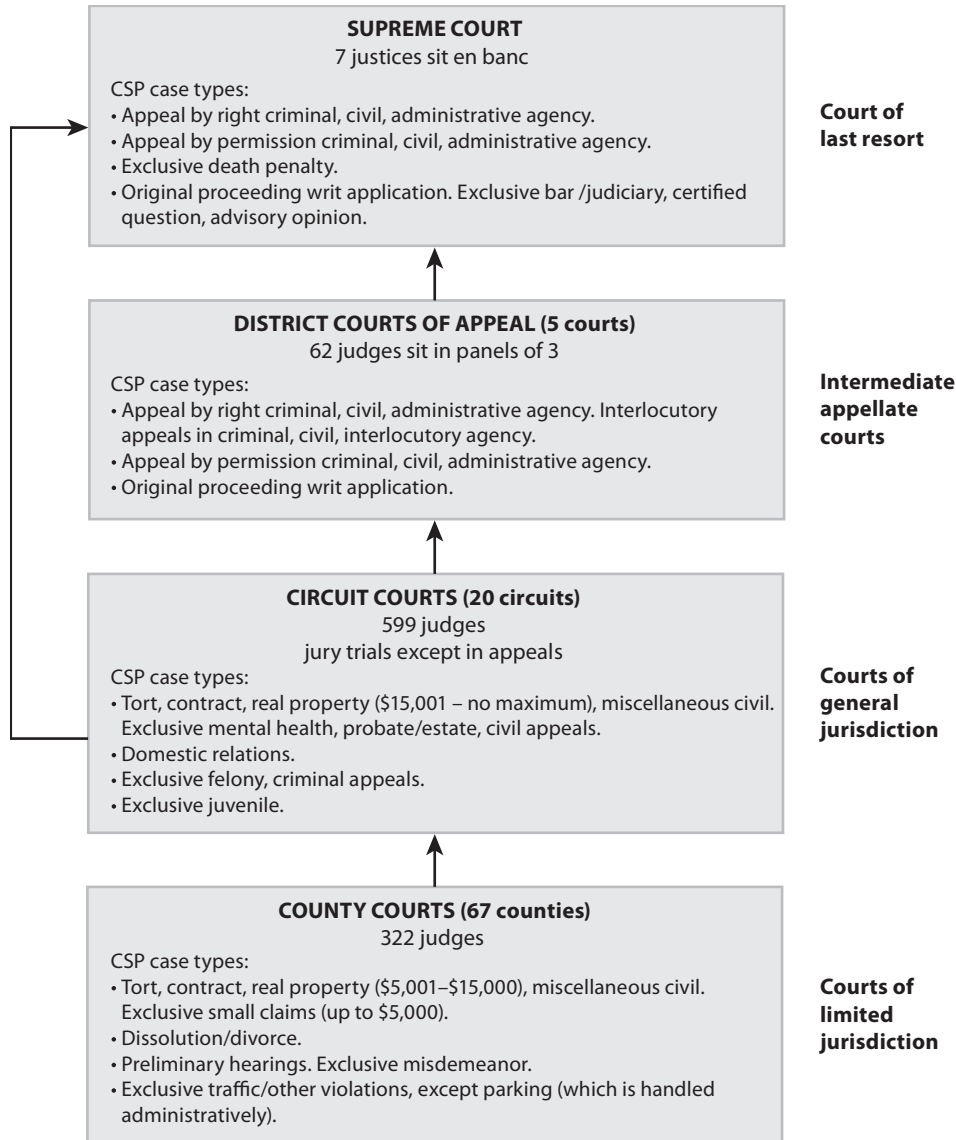 SUPREME COURT
7 justices sit en banc
CSP case types:
• Appeal by right criminal, civil, administrative agency.
• Appeal by permission criminal, civil, administrative agency.
• Exclusive death penalty.
• Original proceeding writ application. Exclusive bar /judiciary, certified
question, advisory opinion.
Court of
last resort
DISTRICT COURTS OF APPEAL (5 courts)
62 judges sit in panels of 3
CSP case types:
• Appeal by right criminal, civil, administrative agency. Interlocutory
appeals in criminal, civil, interlocutory agency.
• Appeal by permission criminal, civil, administrative agency.
• Original proceeding writ application.
Intermediate
appellate
courts
CIRCUIT COURTS (20 circuits)
599 judges
jury trials except in appeals
CSP case types:
• Tort, contract, real property ($15,001 – no maximum), miscellaneous civil.
Exclusive mental health, probate/estate, civil appeals.
• Domestic relations.
• Exclusive felony, criminal appeals.
• Exclusive juvenile.
Courts of
general
jurisdiction
COUNTY COURTS (67 counties)
322 judges
CSP case types:
• Tort, contract, real property ($5,001–$15,000), miscellaneous civil.
Exclusive small claims (up to $5,000).
• Dissolution/divorce.
• Preliminary hearings. Exclusive misdemeanor.
• Exclusive traffic/other violations, except parking (which is handled
administratively).
Courts of
limited
jurisdiction